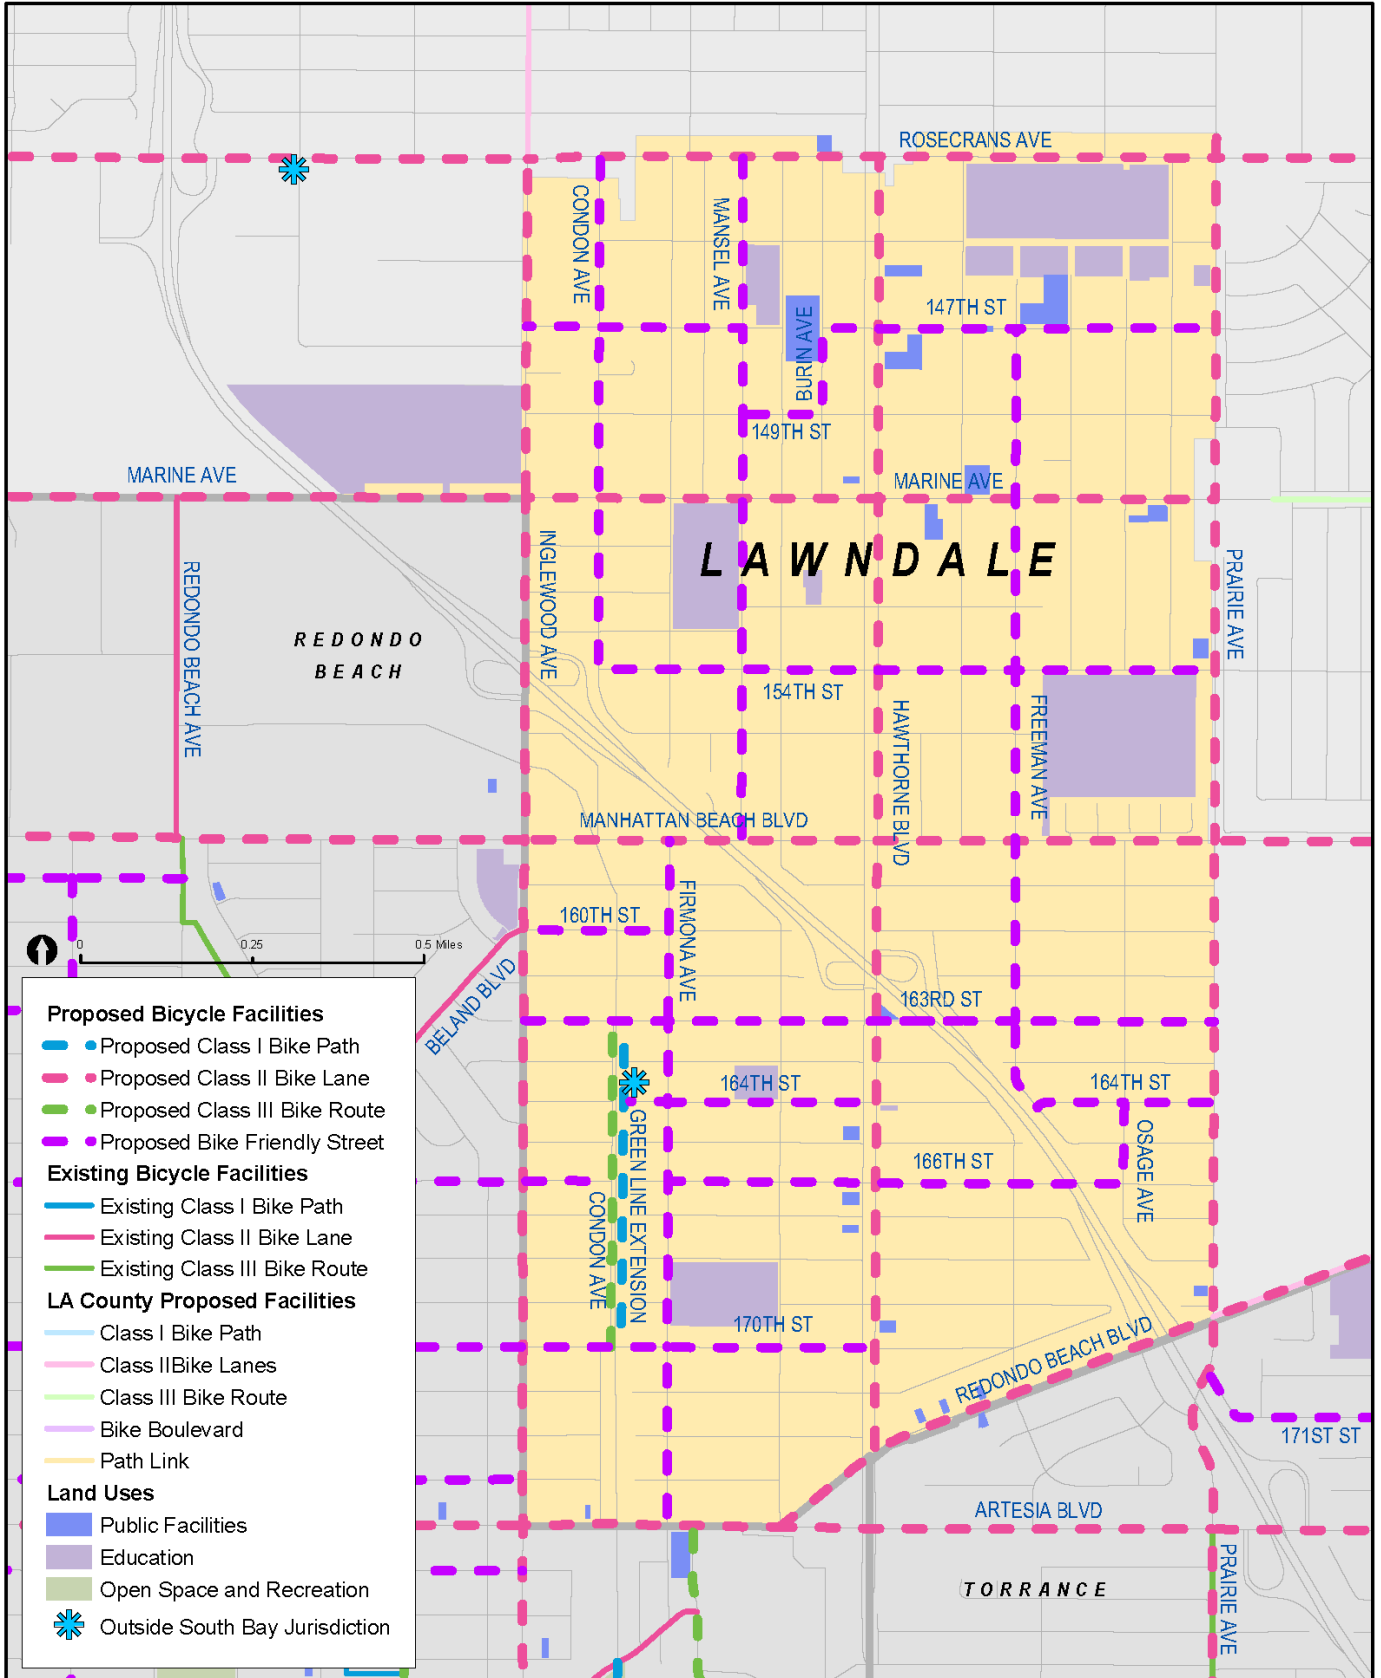 ROSECRANS AVE
CONDON AVE
MANSEL AVE
BURIN AVE
147TH ST
149TH ST
MARINE AVE
MARINE AVE
LAWNDALE
INGLEWOOD AVE
REDONDO BEACH AVE
REDONDO
BEACH
PRAIRIE AVE
154TH ST
HAWTHORNE BLVD
FREEMAN AVE
MANHATTAN BEACH BLVD
FIRMONA AVE
160TH ST
0 0.25 0.5 Miles
BELAND BLVD
163RD ST
164TH ST
164TH ST
GREEN LINE EXTENSION
OSAGE AVE
166TH ST
CONDON AVE
170TH ST
REDONDO BEACH BLVD
171ST ST
ARTESIA BLVD
PRAIRIE AVE
TORRANCE
Proposed Bicycle Facilities
Proposed Class I Bike Path
Proposed Class II Bike Lane
Proposed Class III Bike Route
Proposed Bike Friendly Street
Existing Bicycle Facilities
Existing Class I Bike Path
Existing Class II Bike Lane
Existing Class III Bike Route
LA County Proposed Facilities
Class I Bike Path
Class IIBike Lanes
Class III Bike Route
Bike Boulevard
Path Link
Land Uses
Public Facilities
Education
Open Space and Recreation
Outside South Bay Jurisdiction